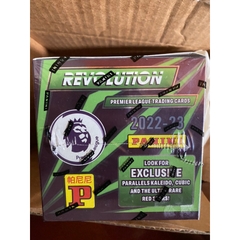 REVOLUTION
PREMIER LEAGUE TRADING CARDS
2022-23
PANINI
Premier
帕尼尼
P
LOOK FOR
EXCLUSIVE
PARALLELS KALEIDO, CUBIC
AND THE ULTRA RARE
RED